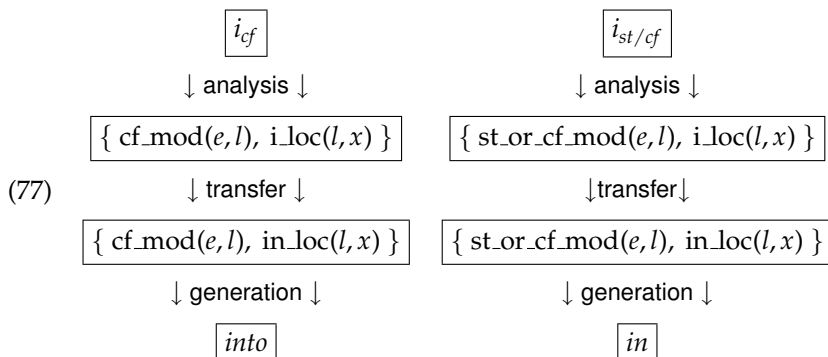 i_cf i_st/cf
↓ analysis ↓ ↓ analysis ↓
{ cf_mod(e, l), i_loc(l, x) } { st_or_cf_mod(e, l), i_loc(l, x) }
(77) ↓ transfer ↓ ↓transfer↓
{ cf_mod(e, l), in_loc(l, x) } { st_or_cf_mod(e, l), in_loc(l, x) }
↓ generation ↓ ↓ generation ↓
into in